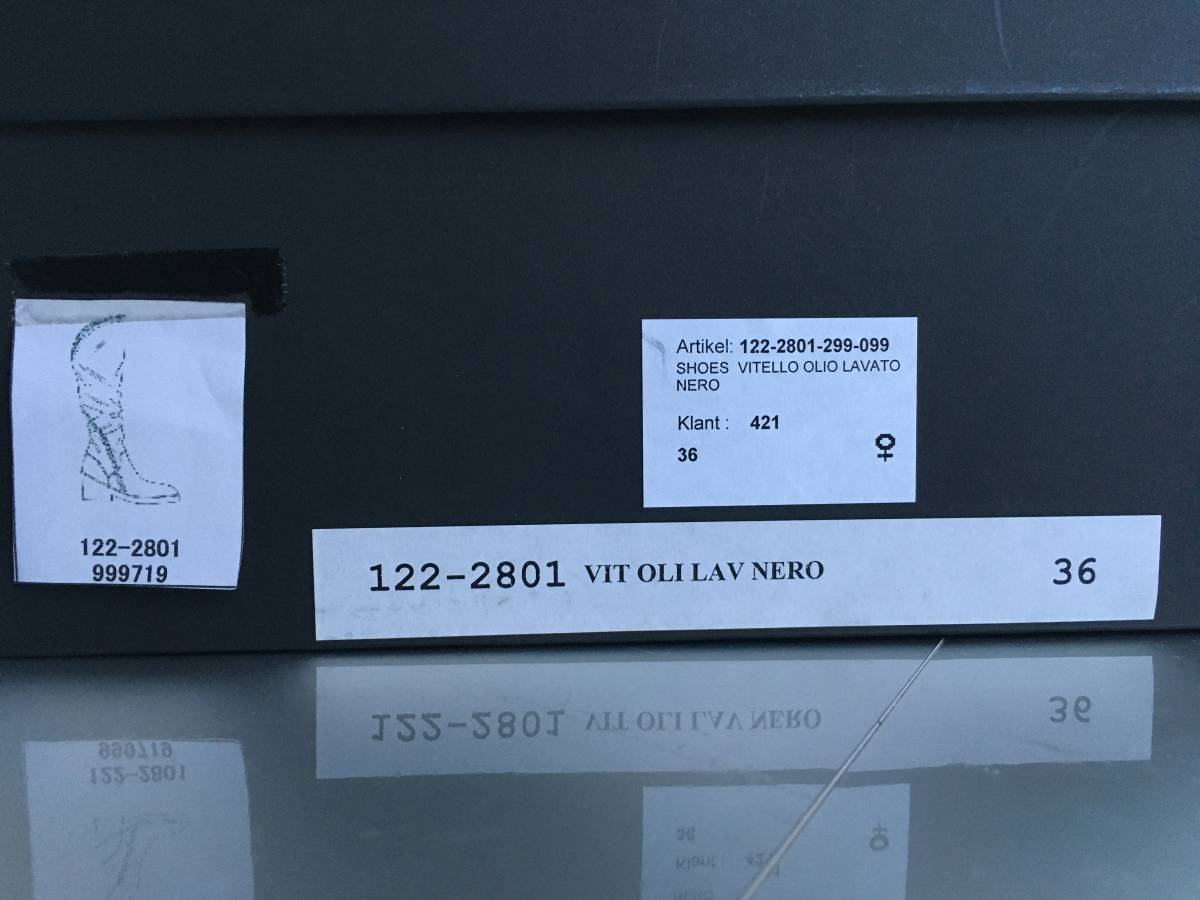 Artikel: 122-2801-299-099
SHOES VITELLO OLIO LAVATO
NERO
Klant : 421
36
122-2801
999719
122-2801 VIT OLI LAV NERO 36